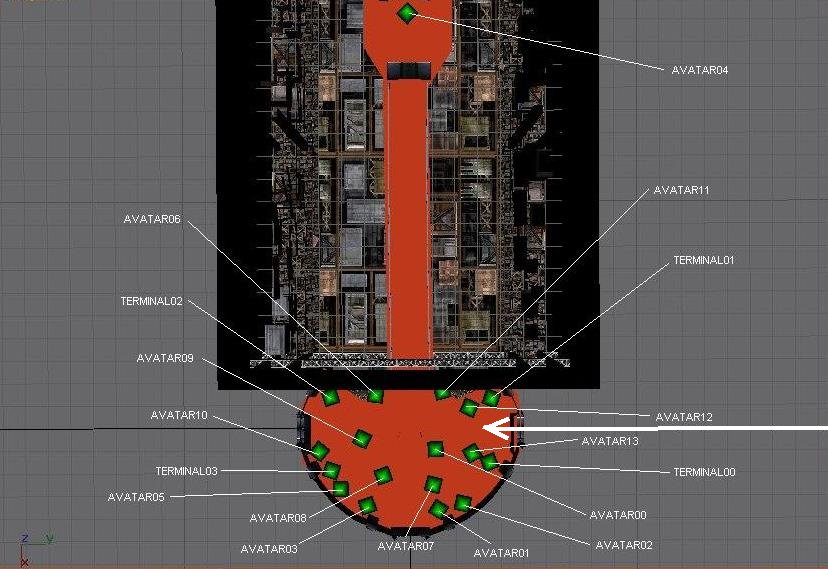 AVATAR04
AVATAR11
AVATAR06
TERMINAL01
TERMINAL02
AVATAR09
AVATAR10
AVATAR12
AVATAR13
TERMINAL03
TERMINAL00
AVATAR05
AVATAR08
AVATAR00
AVATAR03
AVATAR07
AVATAR01
AVATAR02
z y
x